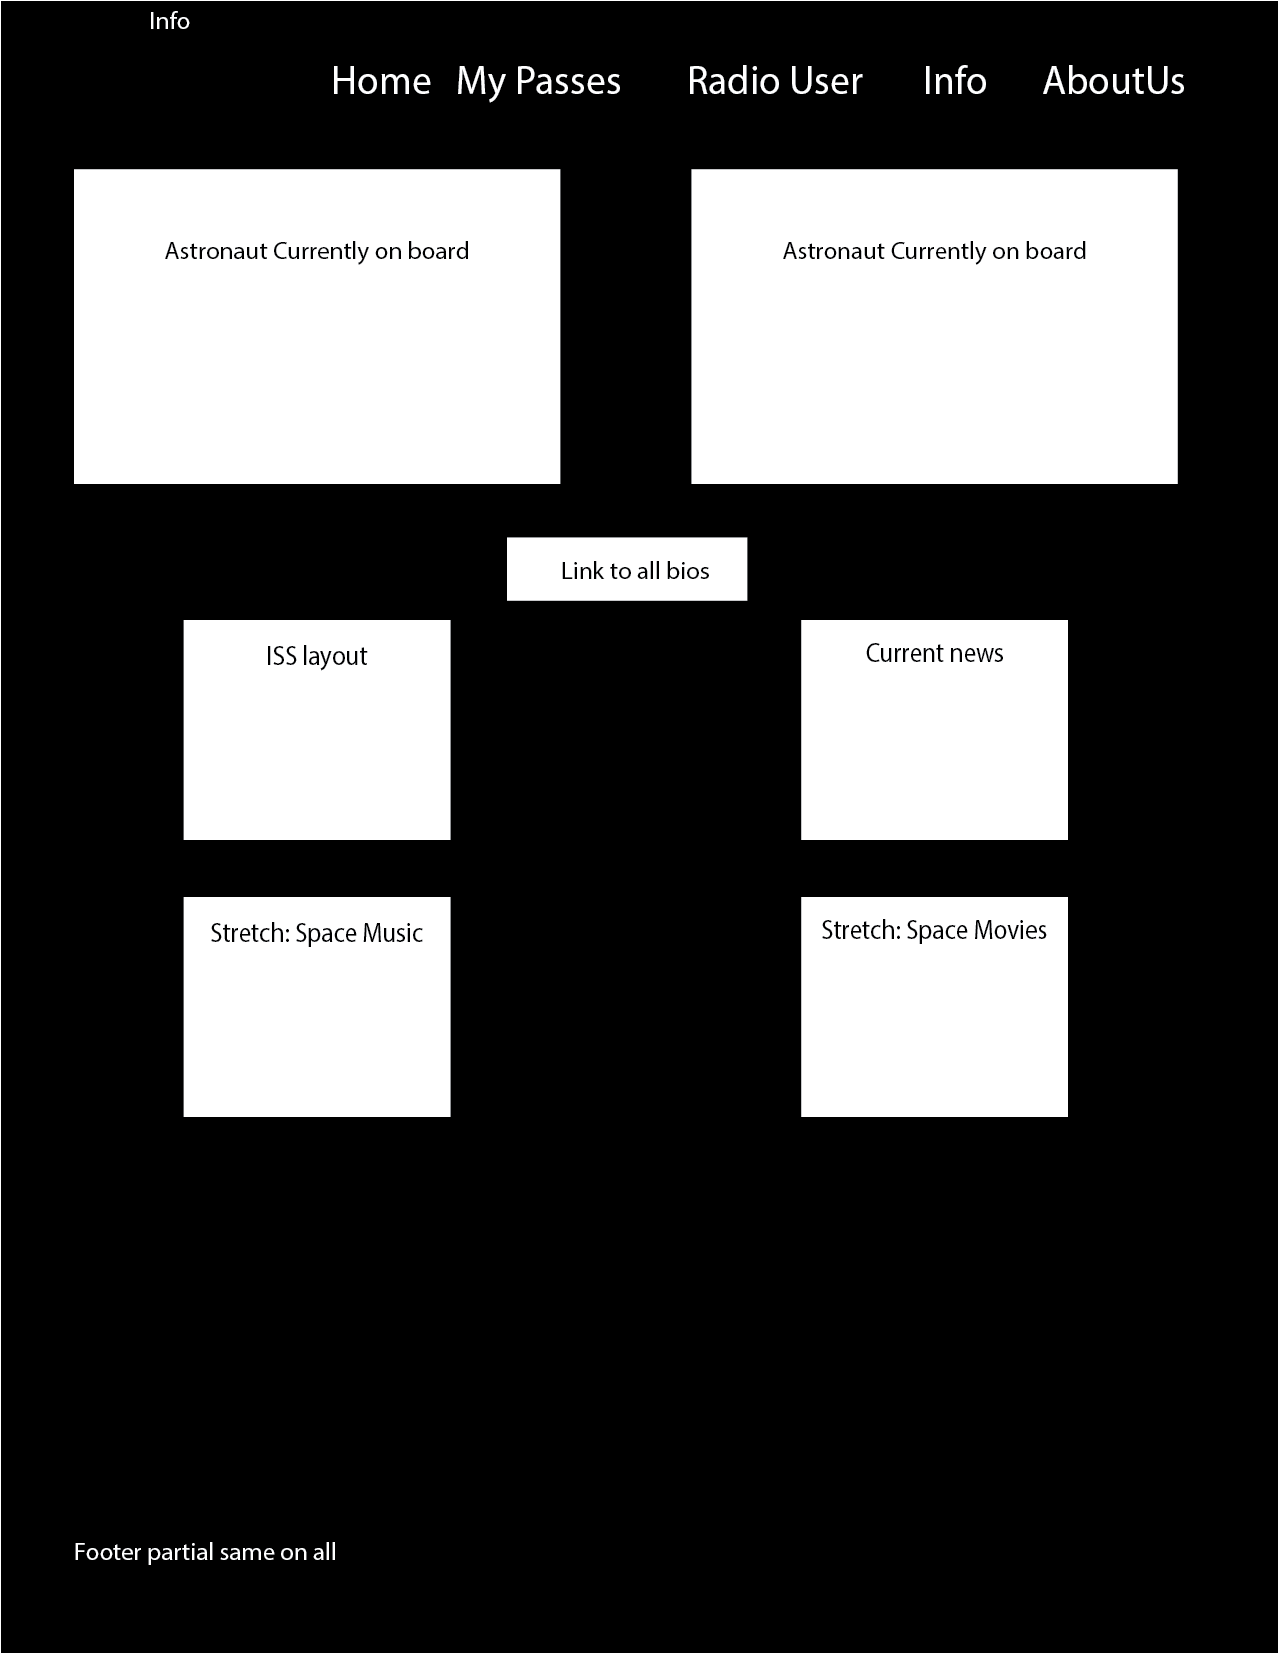 Info
Home My Passes Radio User Info AboutUs
Astronaut Currently on board
Astronaut Currently on board
Link to all bios
ISS layout
Current news
Stretch: Space Music
Stretch: Space Movies
Footer partial same on all